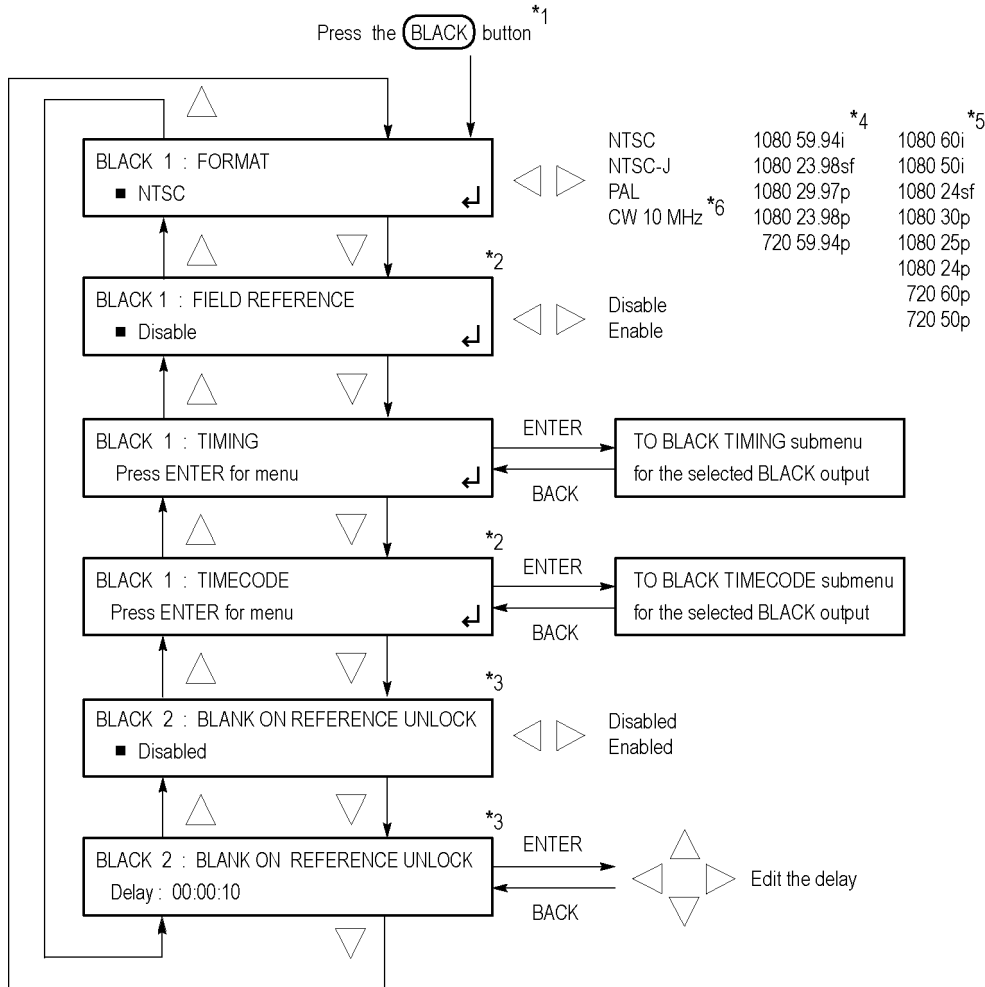 Press the BLACK button *1
BLACK 1 : FORMAT
■ NTSC
NTSC
NTSC-J
PAL
CW 10 MHz *6
*4
1080 59.94i
1080 23.98sf
1080 29.97p
1080 23.98p
720 59.94p
*5
1080 60i
1080 50i
1080 24sf
1080 30p
1080 25p
1080 24p
720 60p
720 50p
*2
BLACK 1 : FIELD REFERENCE
■ Disable
Disable
Enable
BLACK 1 : TIMING
Press ENTER for menu
ENTER
BACK
TO BLACK TIMING submenu
for the selected BLACK output
*2
BLACK 1 : TIMECODE
Press ENTER for menu
ENTER
BACK
TO BLACK TIMECODE submenu
for the selected BLACK output
*3
BLACK 2 : BLANK ON REFERENCE UNLOCK
■ Disabled
Disabled
Enabled
*3
BLACK 2 : BLANK ON REFERENCE UNLOCK
Delay : 00:00:10
ENTER
BACK
Edit the delay